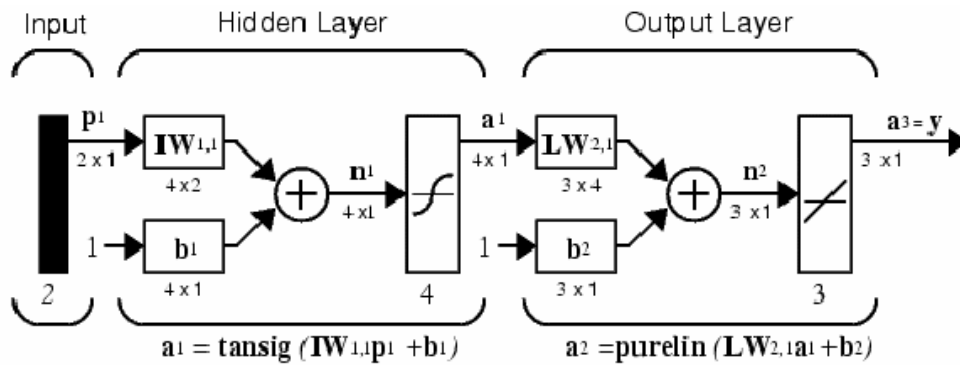 Input Hidden Layer Output Layer
p1 a1 a3 = y
IW1,1 LW2,1
2 x 1 4 x 1 3 x 1
4 x 2 n1 3 x 4 n2
4 x1 3 x 1
1 b1 1 b2
4 x 1 3 x 1
2 4 3
a1 = tansig (IW1,1p1 +b1) a2 =purelin (LW2,1a1+b2)